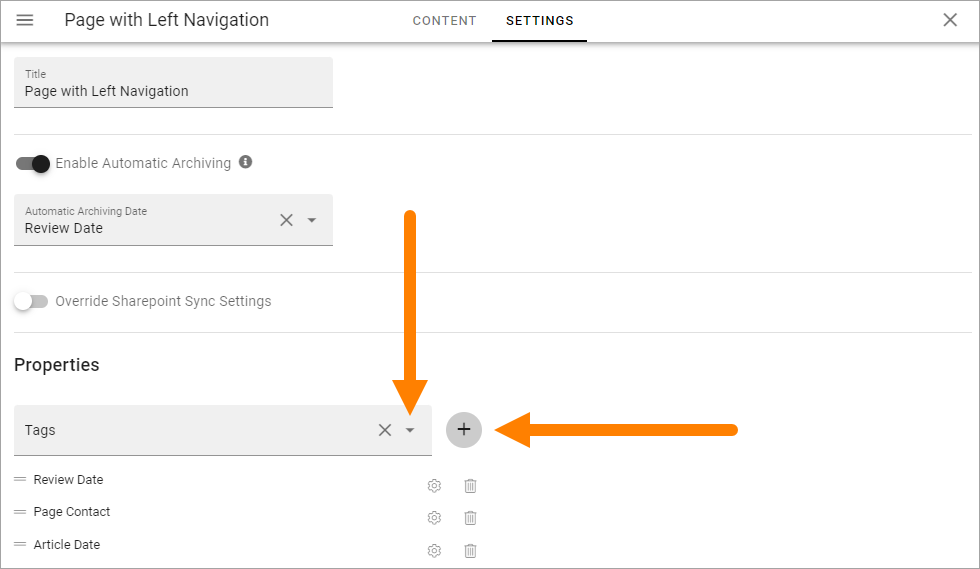 Page with Left Navigation
CONTENT
SETTINGS
Title
Page with Left Navigation
Enable Automatic Archiving
Automatic Archiving Date
Review Date
Override Sharepoint Sync Settings
Properties
Tags
Review Date
Page Contact
Article Date